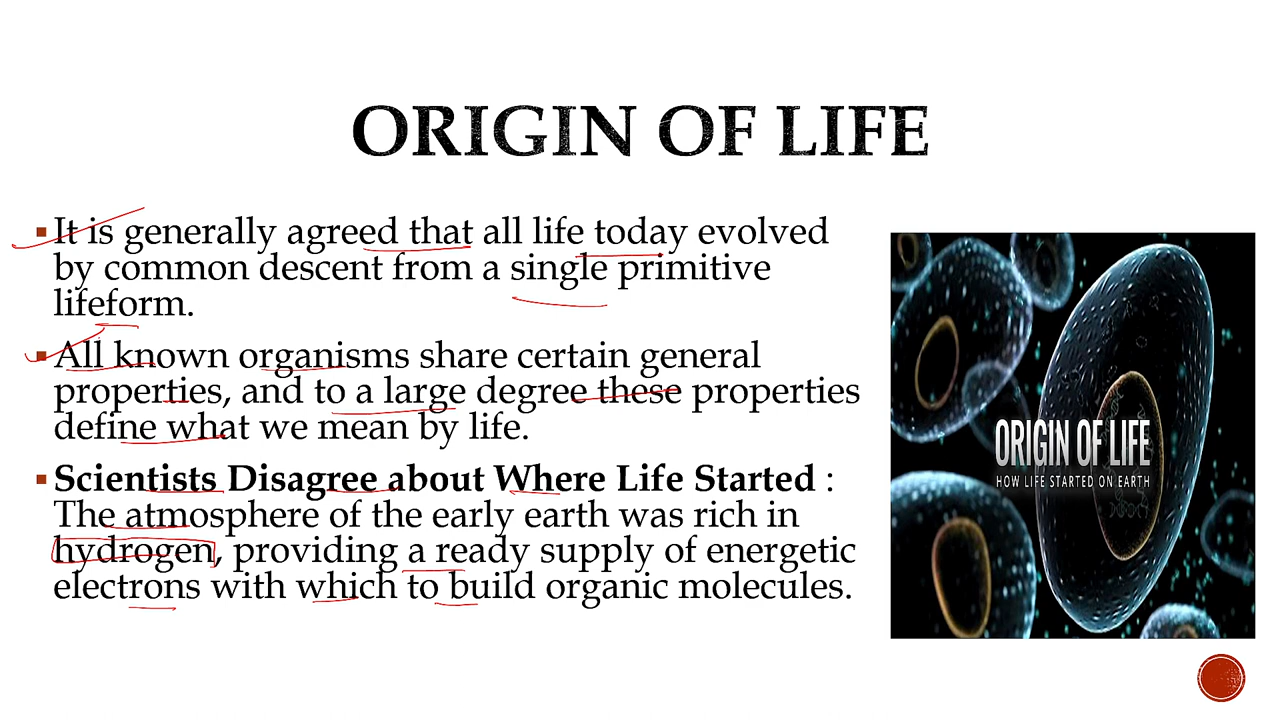 ORIGIN OF LIFE
It is generally agreed that all life today evolved
by common descent from a single primitive
lifeform.
All known organisms share certain general
properties, and to a large degree these properties
define what we mean by life.
Scientists Disagree about Where Life Started :
The atmosphere of the early earth was rich in
hydrogen, providing a ready supply of energetic
electrons with which to build organic molecules.
ORIGIN OF LIFE
HOW LIFE STARTED ON EARTH